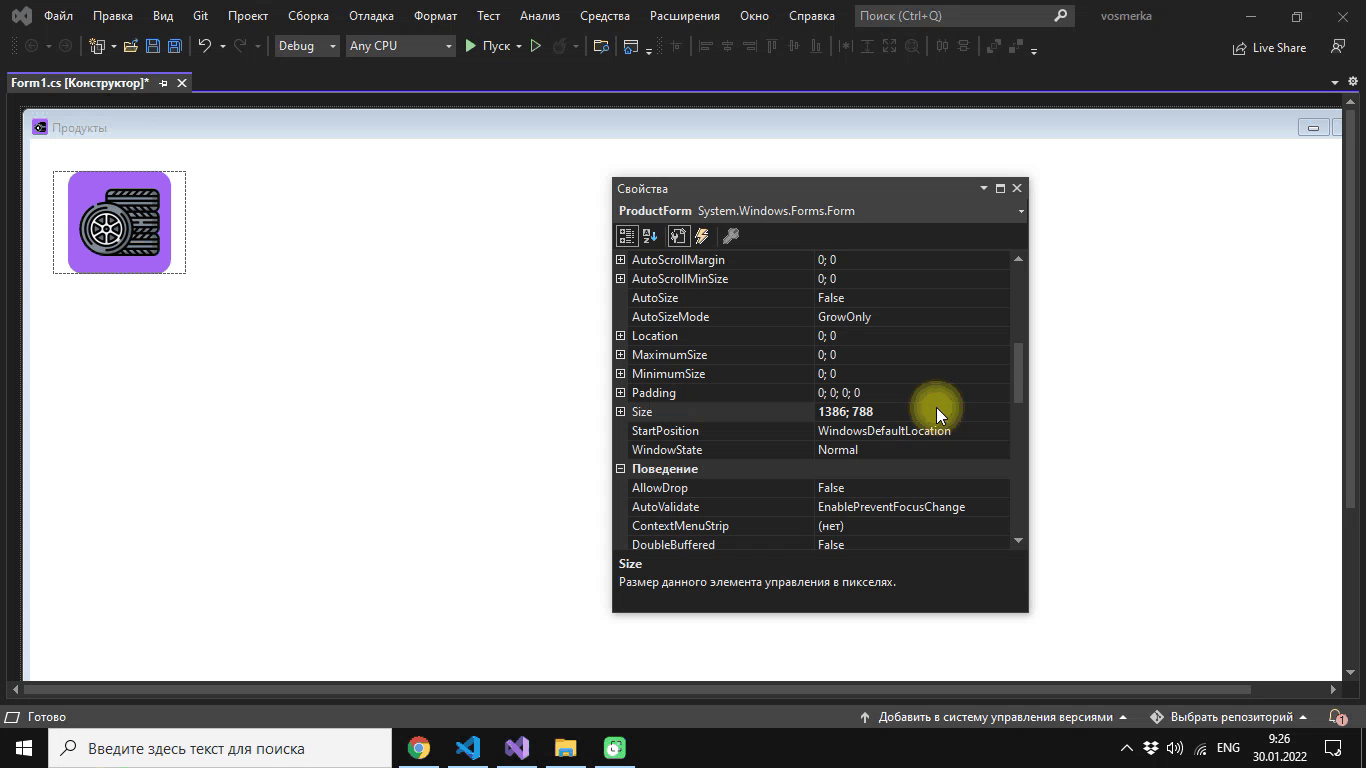 Файл Правка Вид Git Проект Сборка Отладка Формат Тест Анализ Средства Расширения Окно Справка Поиск (Ctrl+Q) vosmerka
Debug Any CPU Пуск Live Share
Form1.cs [Конструктор]*
Продукты
Свойства
ProductForm System.Windows.Forms.Form
AutoScrollMargin 0; 0
AutoScrollMinSize 0; 0
AutoSize False
AutoSizeMode GrowOnly
Location 0; 0
MaximumSize 0; 0
MinimumSize 0; 0
Padding 0; 0; 0; 0
Size 1386; 788
StartPosition WindowsDefaultLocation
WindowState Normal
Поведение
AllowDrop False
AutoValidate EnablePreventFocusChange
ContextMenuStrip (нет)
DoubleBuffered False
Size
Размер данного элемента управления в пикселях.
Готово Добавить в систему управления версиями Выбрать репозиторий 1
Введите здесь текст для поиска ENG 9:26
30.01.2022